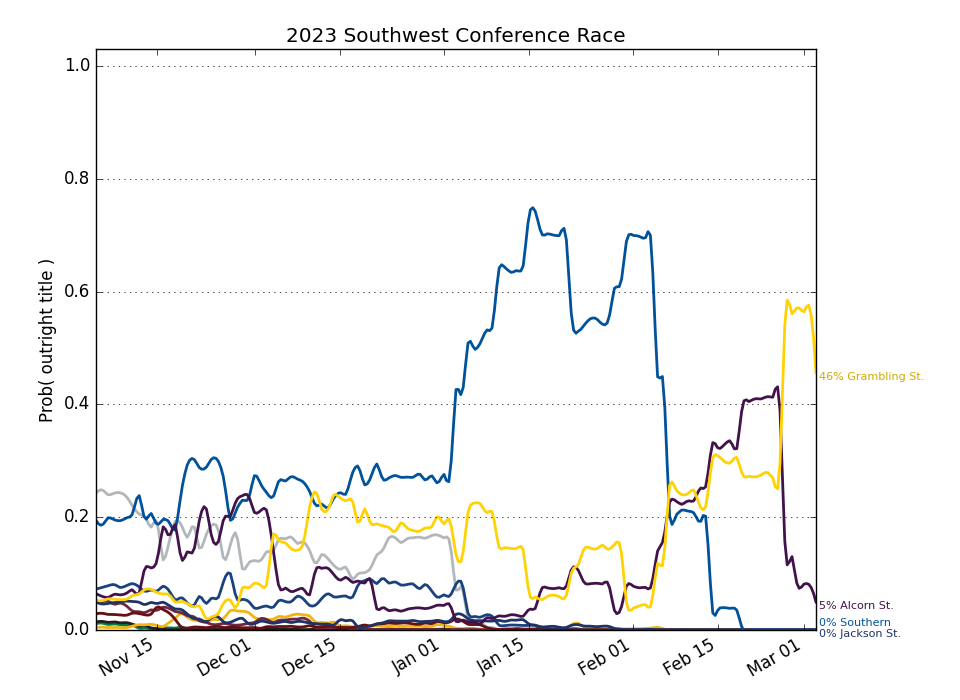 2023 Southwest Conference Race
Prob( outright title )
1.0
0.8
0.6
0.4
0.2
0.0
Nov 15
Dec 01
Dec 15
Jan 01
Jan 15
Feb 01
Feb 15
Mar 01
46% Grambling St.
5% Alcorn St.
0% Southern
0% Jackson St.